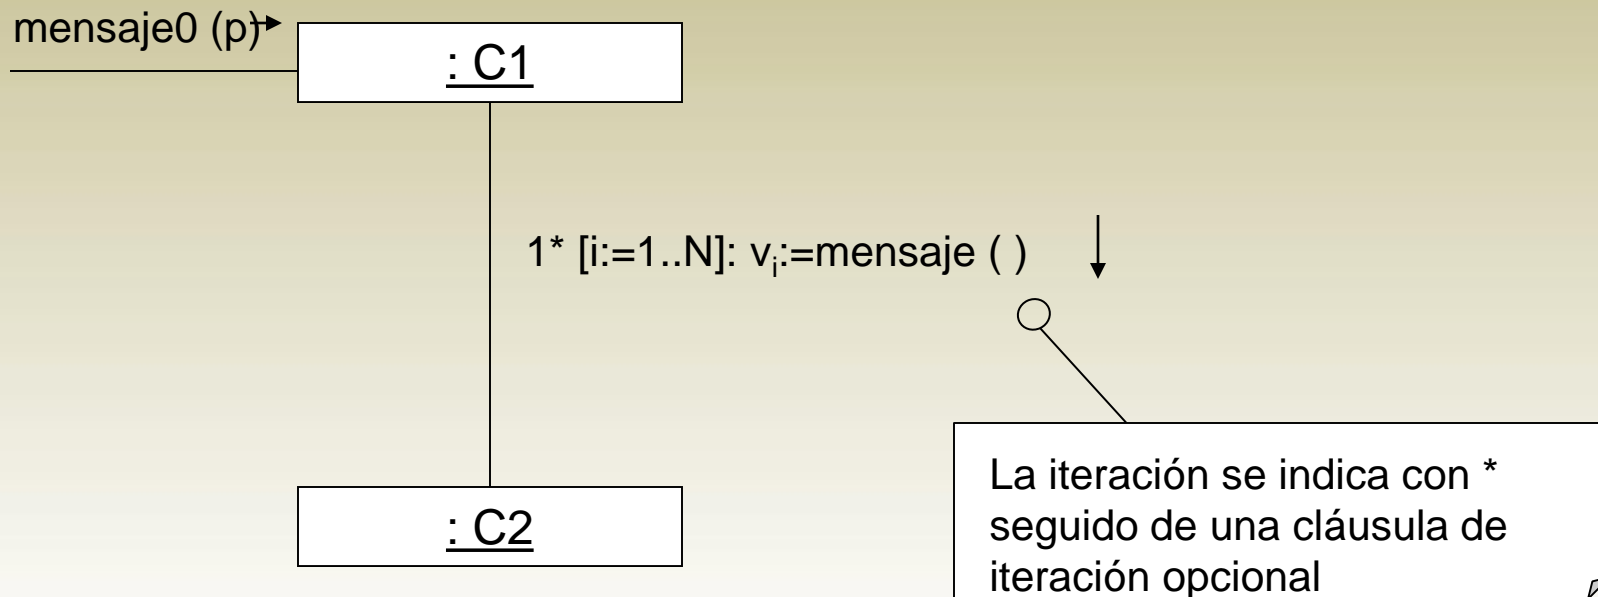 mensaje0 (p)
: C1
1* [i:=1..N]: vᵢ:=mensaje ( )
: C2
La iteración se indica con *
seguido de una cláusula de
iteración opcional